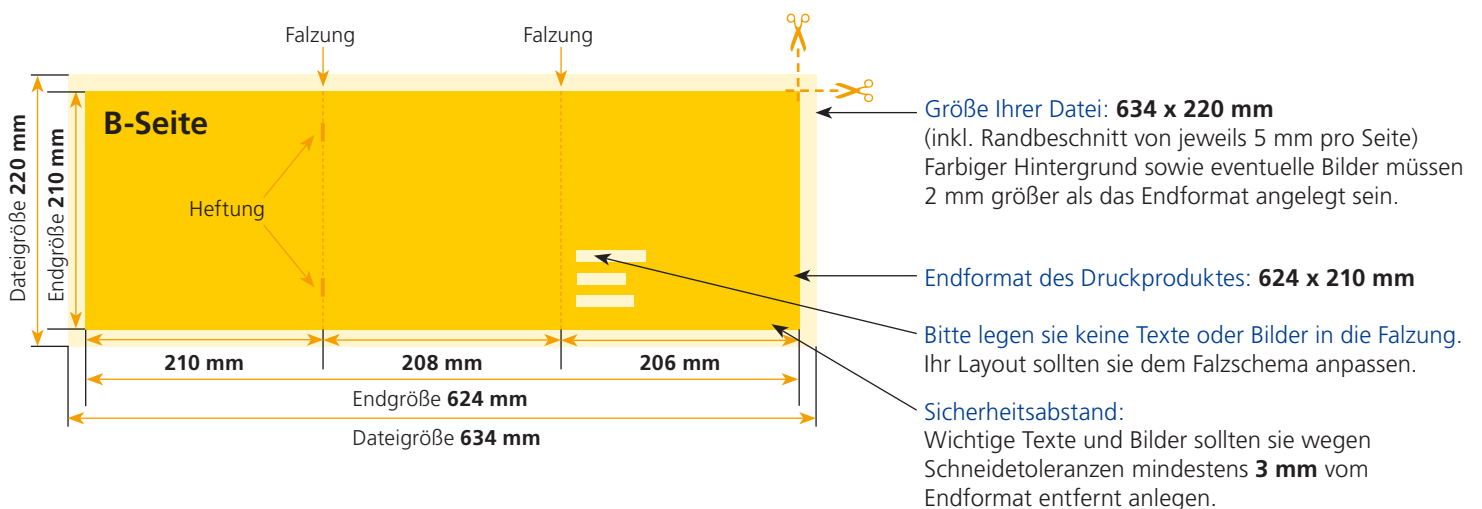 Falzung
Falzung
B-Seite
Dateigröße 220 mm
Endgröße 210 mm
Heftung
210 mm
208 mm
206 mm
Endgröße 624 mm
Dateigröße 634 mm
Größe Ihrer Datei: 634 x 220 mm
(inkl. Randbeschnitt von jeweils 5 mm pro Seite)
Farbiger Hintergrund sowie eventuelle Bilder müssen
2 mm größer als das Endformat angelegt sein.
Endformat des Druckproduktes: 624 x 210 mm
Bitte legen sie keine Texte oder Bilder in die Falzung.
Ihr Layout sollten sie dem Falzschema anpassen.
Sicherheitsabstand:
Wichtige Texte und Bilder sollten sie wegen
Schneidetoleranzen mindestens 3 mm vom
Endformat entfernt anlegen.